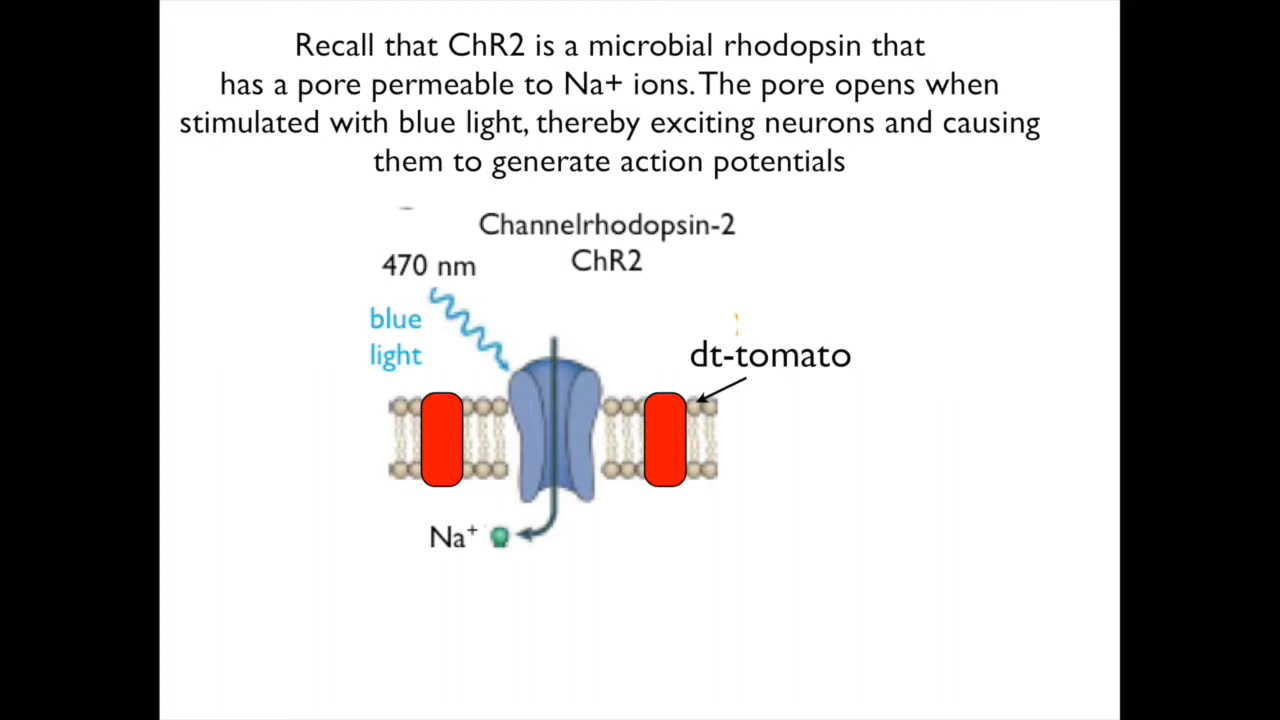 Recall that ChR2 is a microbial rhodopsin that
has a pore permeable to Na+ ions. The pore opens when
stimulated with blue light, thereby exciting neurons and causing
them to generate action potentials
Channelrhodopsin-2
ChR2
470 nm
blue
light
dt-tomato
Na⁺